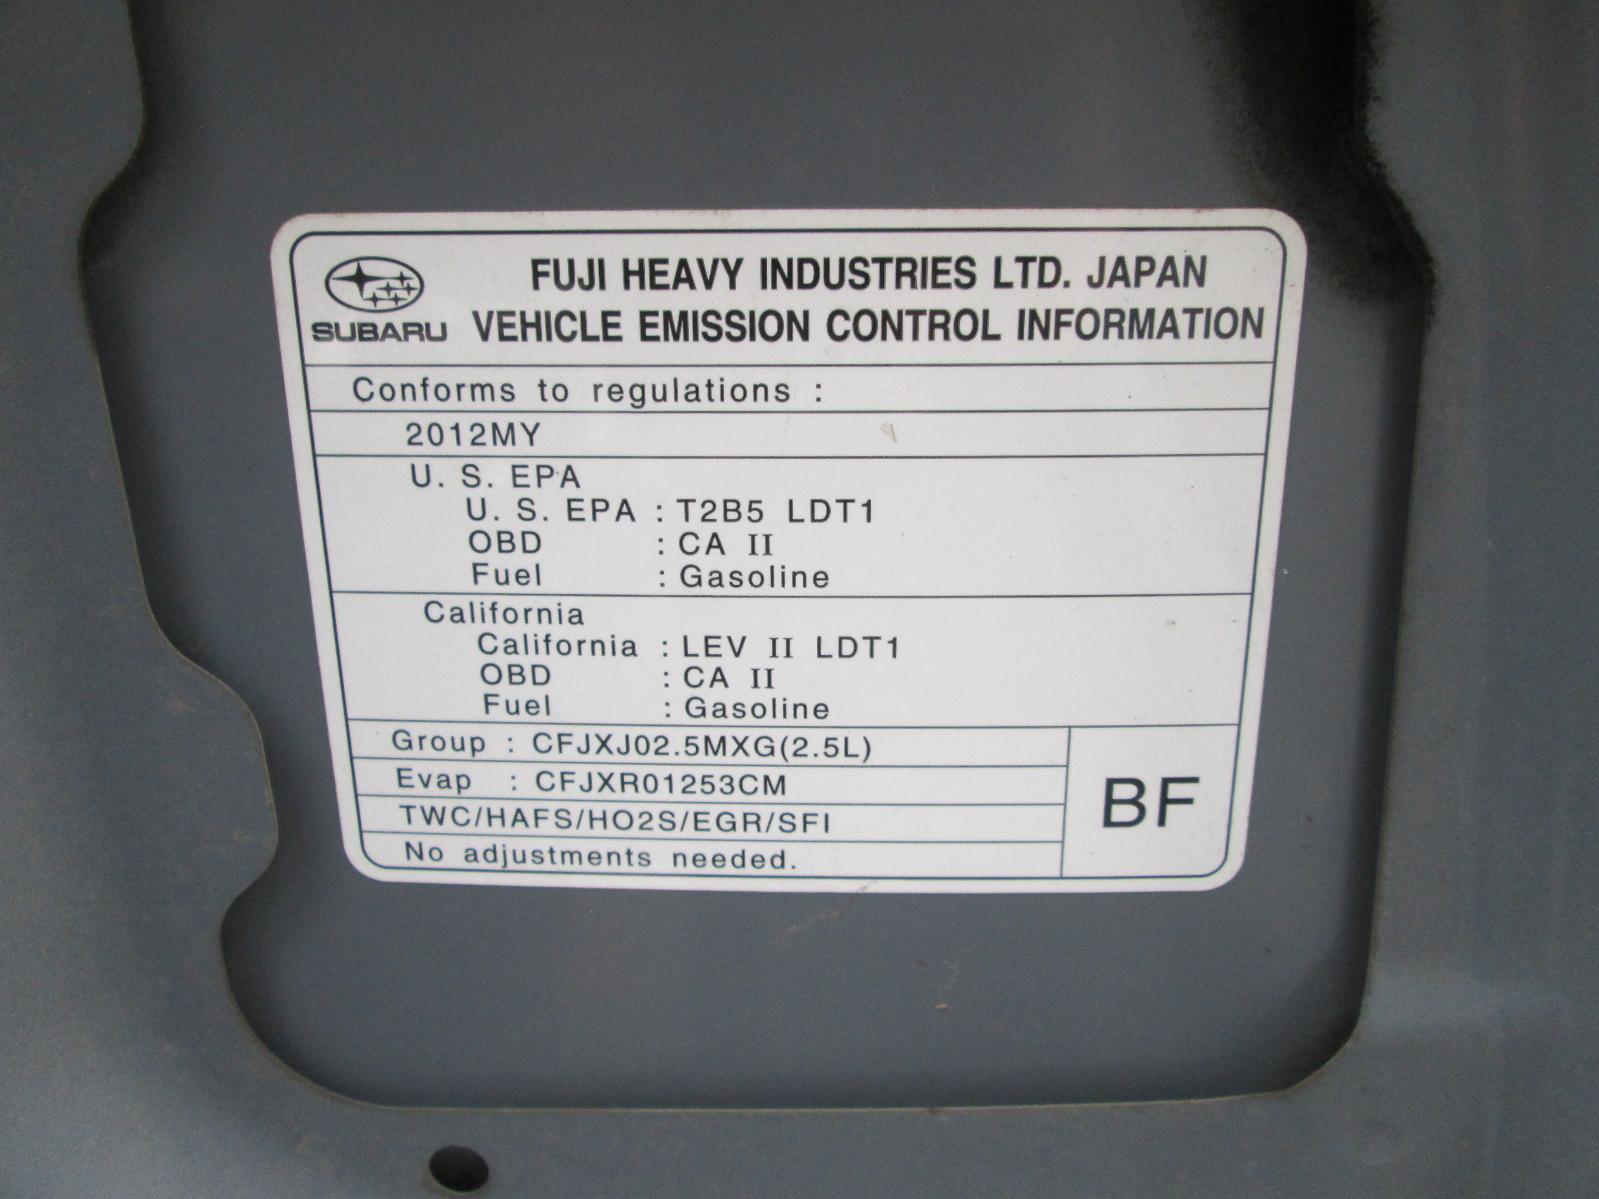 FUJI HEAVY INDUSTRIES LTD. JAPAN
SUBARU VEHICLE EMISSION CONTROL INFORMATION
Conforms to regulations :
2012MY
U. S. EPA
U. S. EPA : T2B5 LDT1
OBD : CA II
Fuel : Gasoline
California
California : LEV II LDT1
OBD : CA II
Fuel : Gasoline
Group : CFJXJ02.5MXG(2.5L)
Evap : CFJXR01253CM
TWC/HAFS/HO2S/EGR/SFI
No adjustments needed.
BF